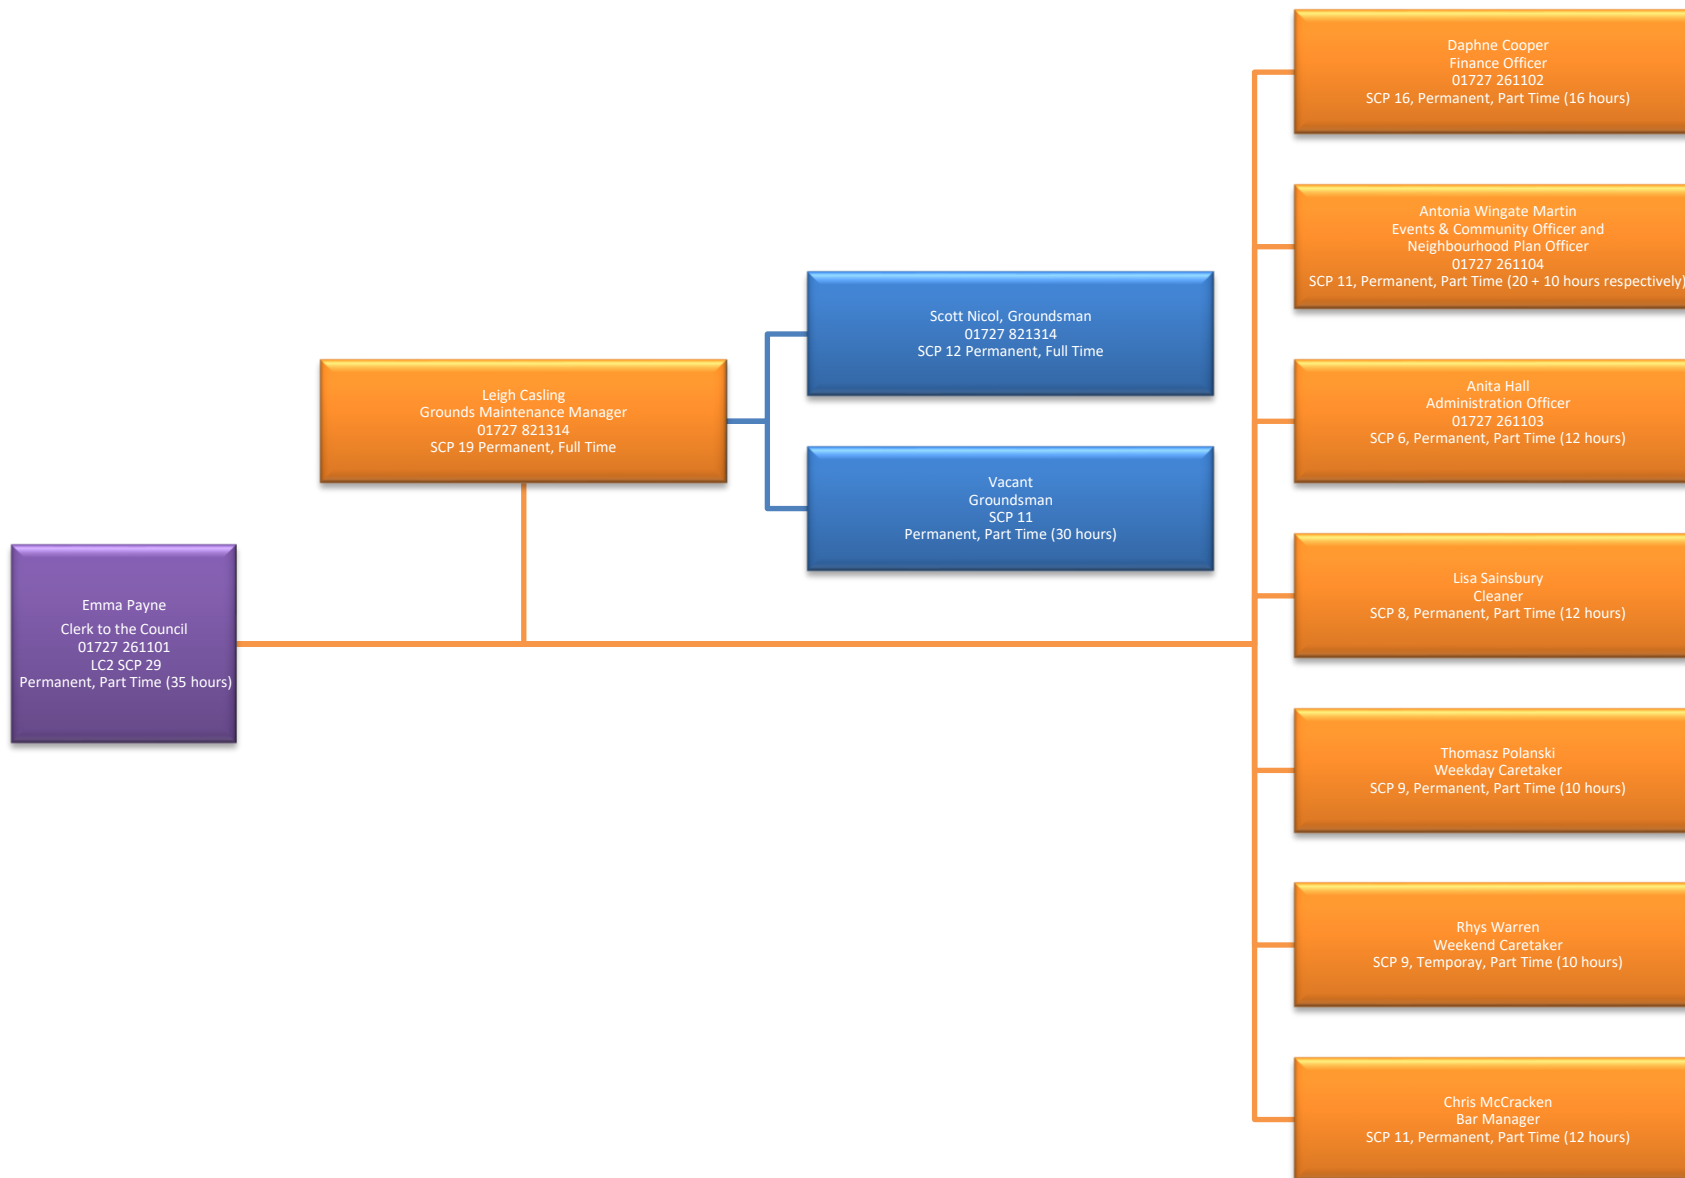 Emma Payne
Clerk to the Council
01727 261101
LC2 SCP 29
Permanent, Part Time (35 hours)
Leigh Casling
Grounds Maintenance Manager
01727 821314
SCP 19 Permanent, Full Time
Scott Nicol, Groundsman
01727 821314
SCP 12 Permanent, Full Time
Vacant
Groundsman
SCP 11
Permanent, Part Time (30 hours)
Daphne Cooper
Finance Officer
01727 261102
SCP 16, Permanent, Part Time (16 hours)
Antonia Wingate Martin
Events & Community Officer and
Neighbourhood Plan Officer
01727 261104
SCP 11, Permanent, Part Time (20 + 10 hours respectively)
Anita Hall
Administration Officer
01727 261103
SCP 6, Permanent, Part Time (12 hours)
Lisa Sainsbury
Cleaner
SCP 8, Permanent, Part Time (12 hours)
Thomasz Polanski
Weekday Caretaker
SCP 9, Permanent, Part Time (10 hours)
Rhys Warren
Weekend Caretaker
SCP 9, Temporay, Part Time (10 hours)
Chris McCracken
Bar Manager
SCP 11, Permanent, Part Time (12 hours)